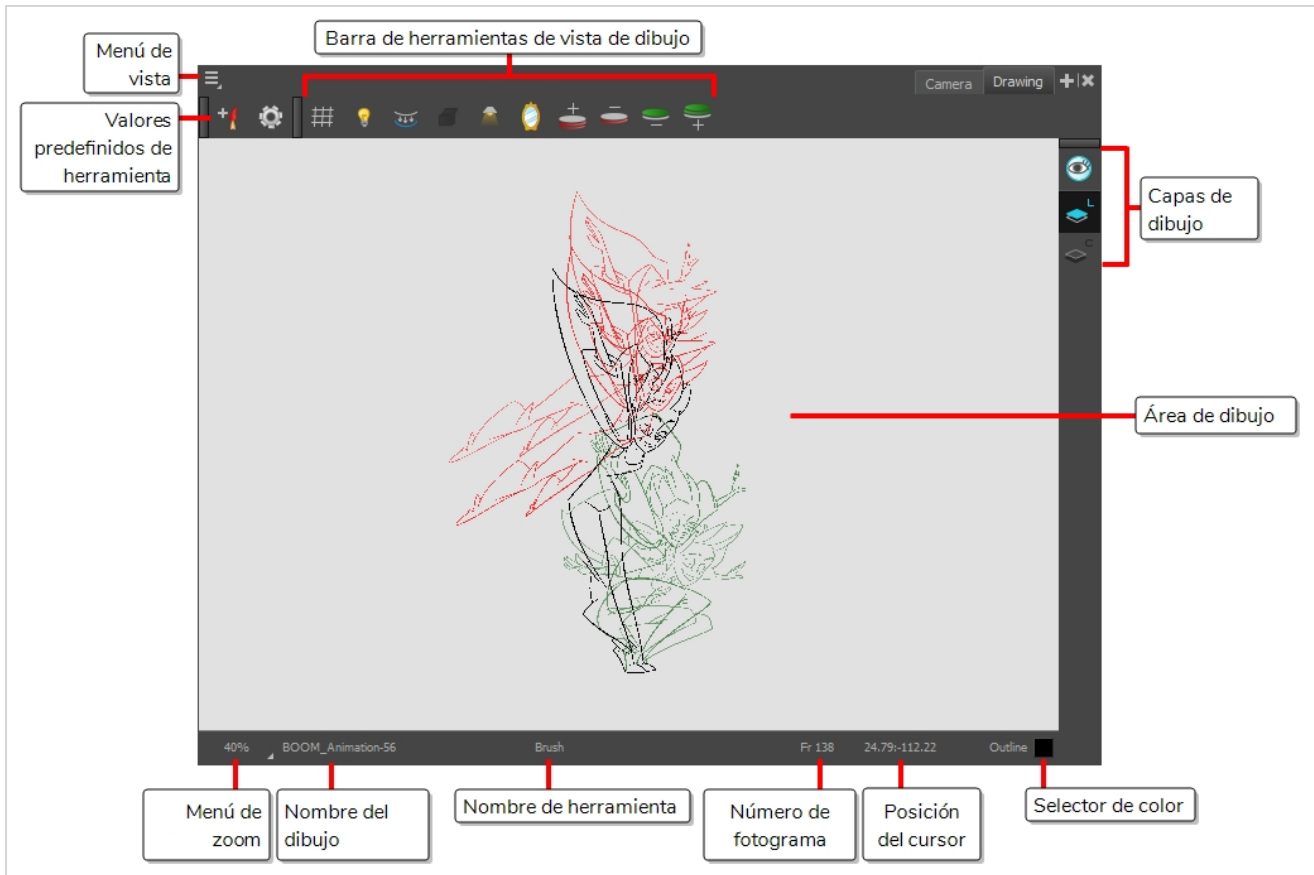 Barra de herramientas de vista de dibujo
Menú de
vista
Camera
Drawing
Valores
predefinidos de
herramienta
L
C
Capas de
dibujo
Área de dibujo
40%
BOOM_Animation-56
Brush
Fr 138
24.79:-112.22
Outline
Menú de
zoom
Nombre del
dibujo
Nombre de herramienta
Número de
fotograma
Posición
del cursor
Selector de color